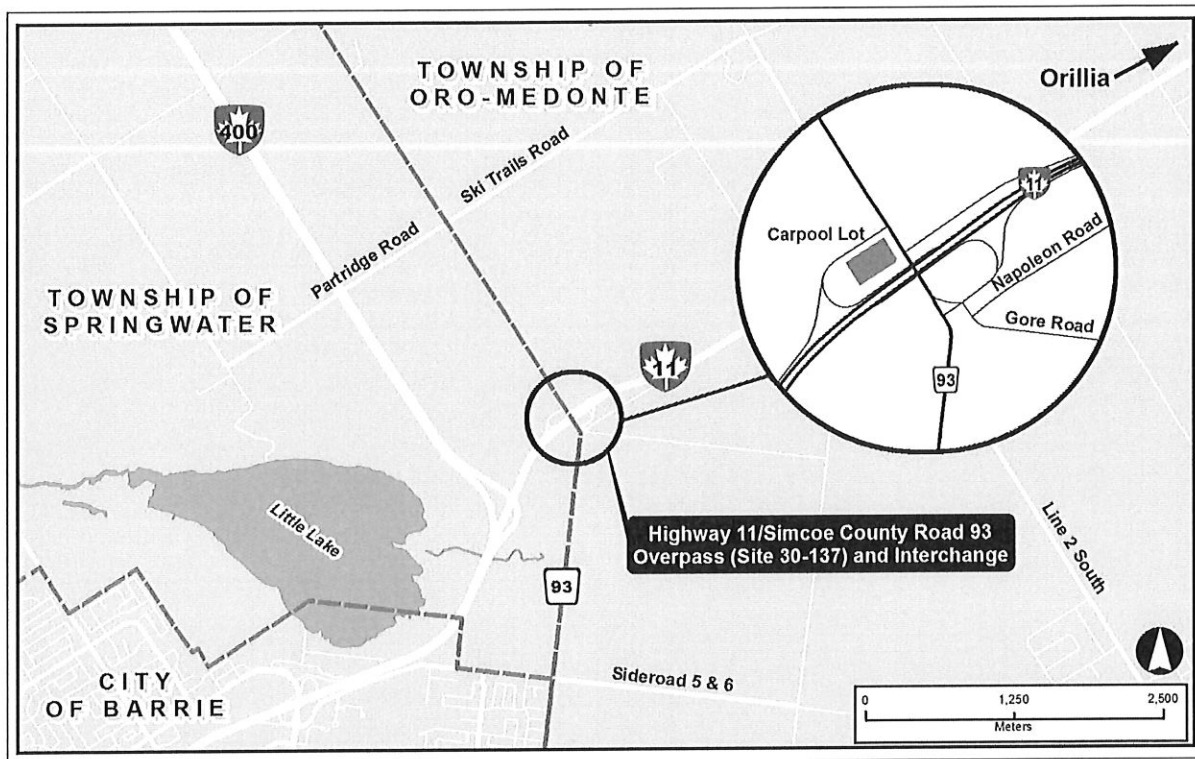 TOWNSHIP OF
ORO-MEDONTE
Orillia
400
Ski Trails Road
11
Carpool Lot
Napoleon Road
Partridge Road
Gore Road
TOWNSHIP OF
SPRINGWATER
11
93
Little Lake
Highway 11/Simcoe County Road 93
Overpass (Site 30-137) and Interchange
Line 2 South
93
Sideroad 5 & 6
CITY
OF BARRIE
0 1,250 2,500
Meters